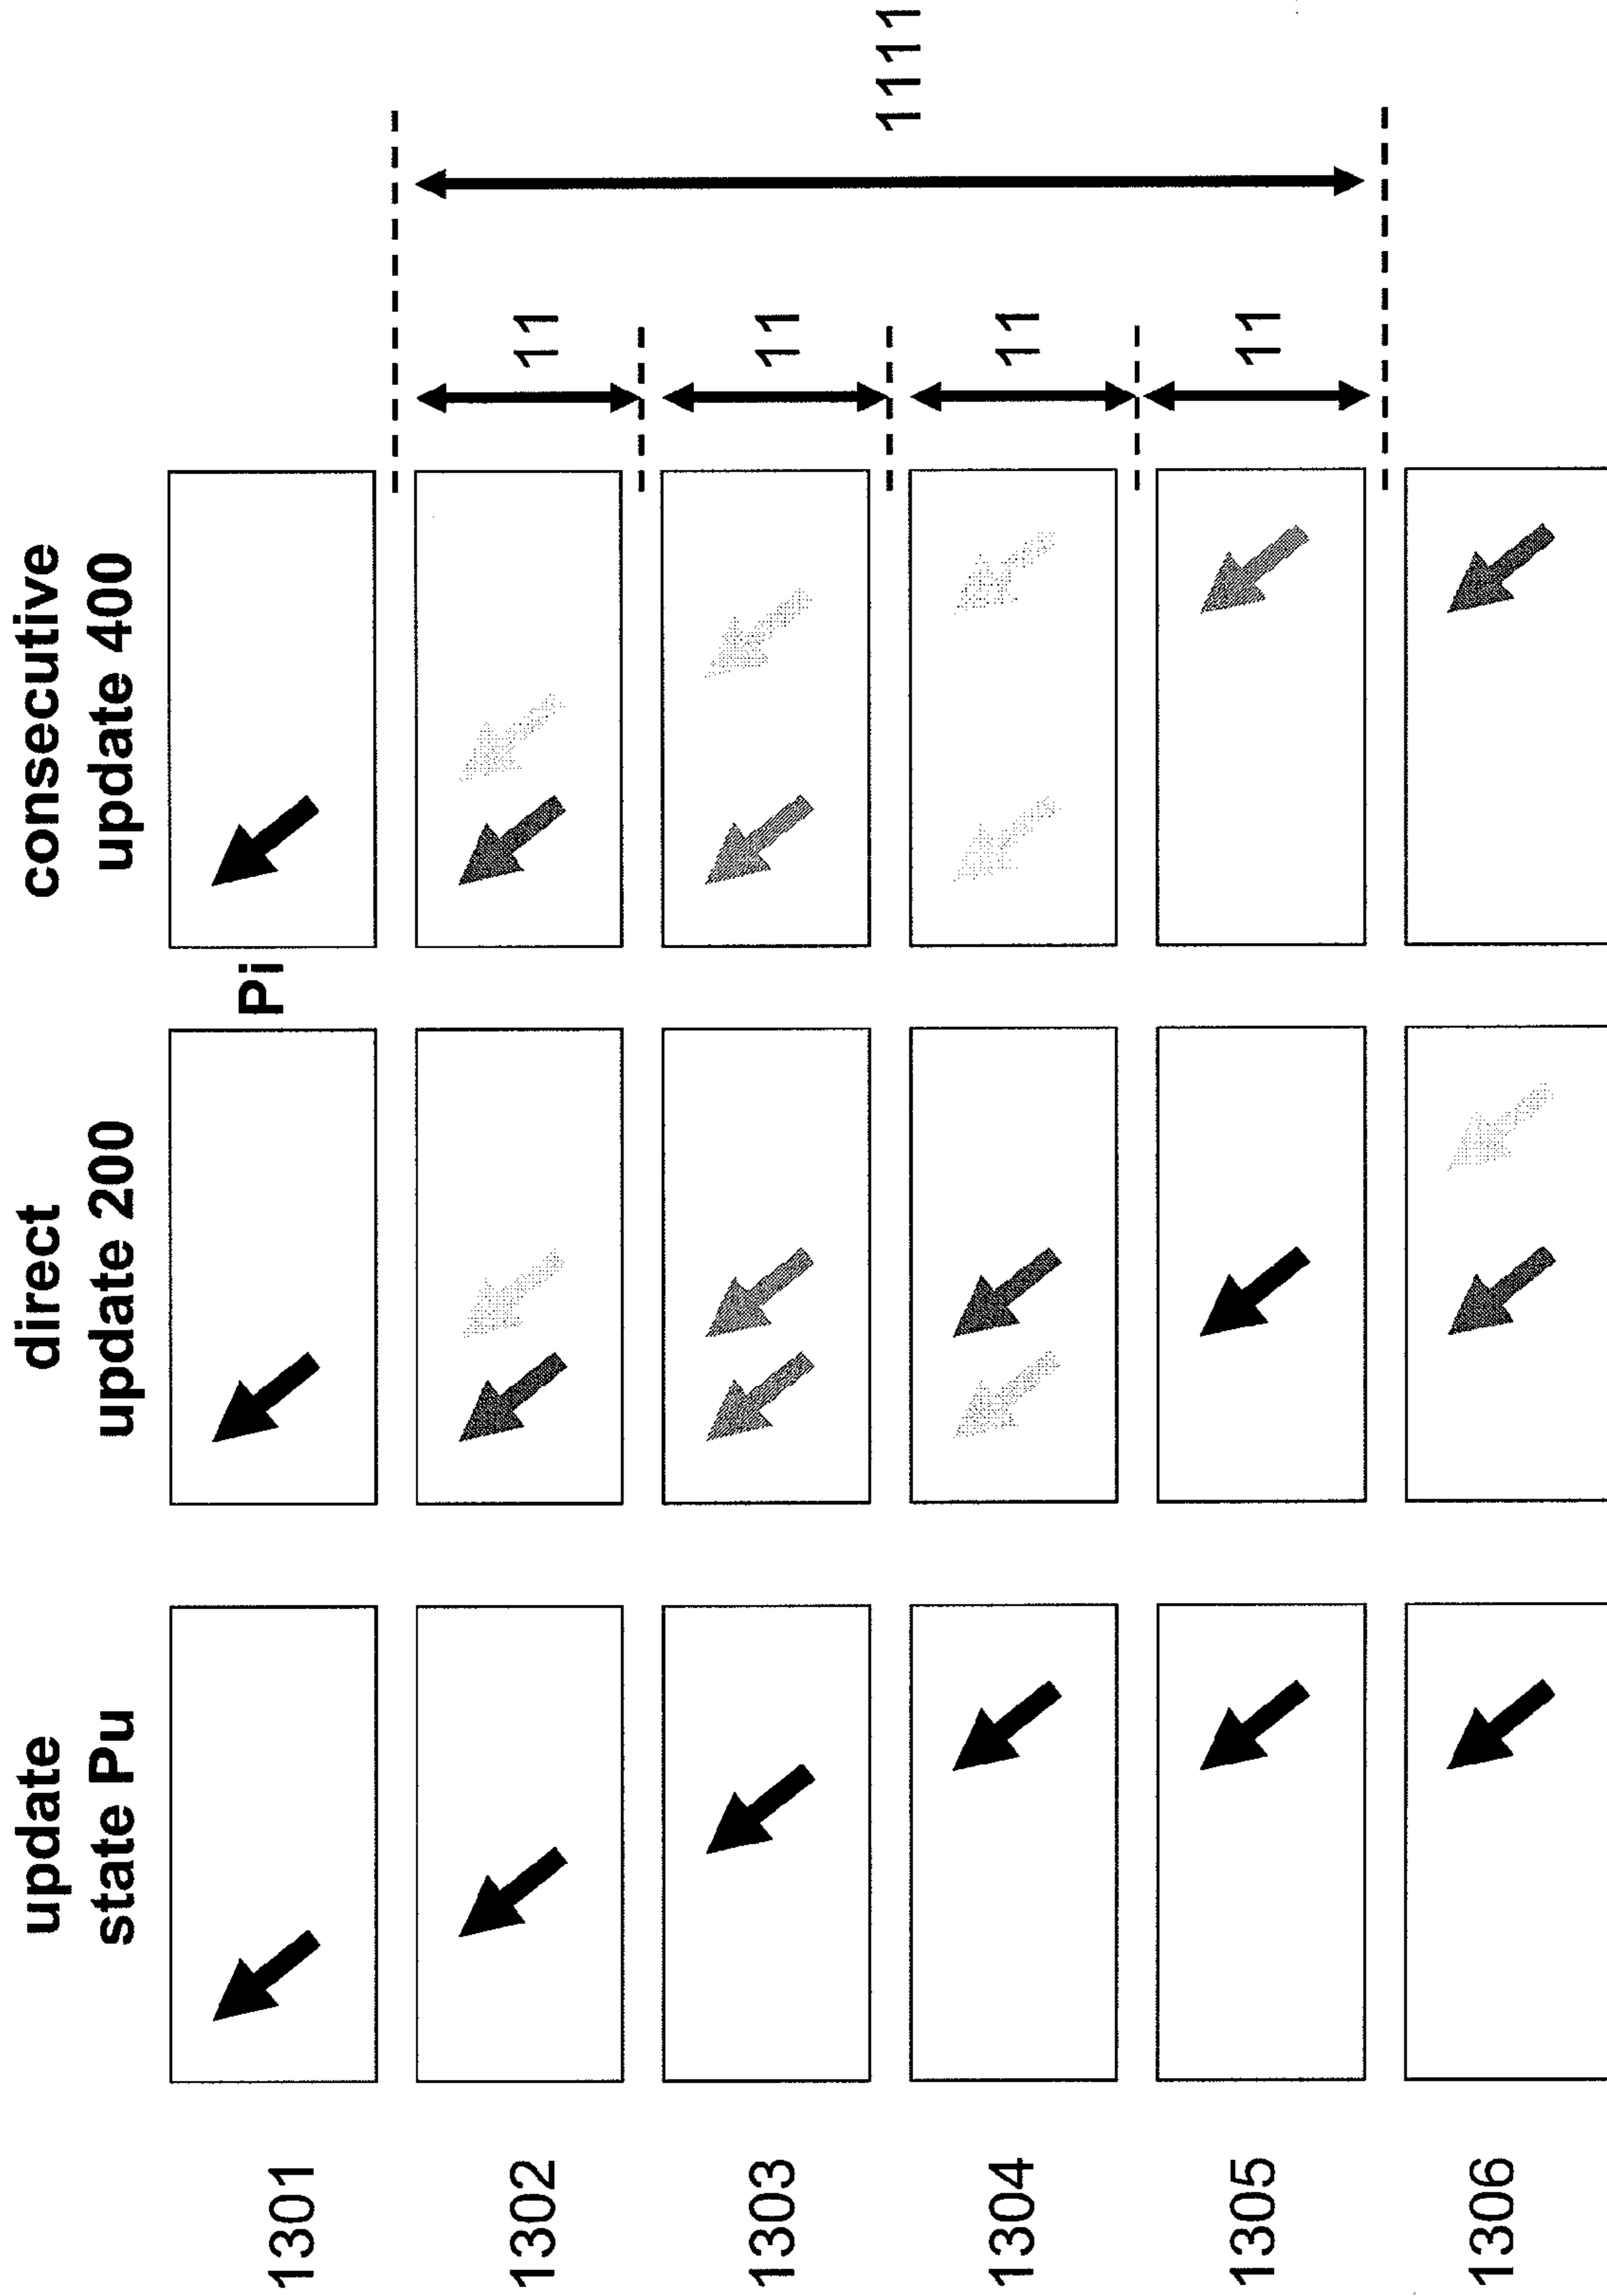 update
state Pu
direct
update 200
consecutive
update 400
1301
Pi
1302
11
1303
11
1111
1304
11
1305
11
1306